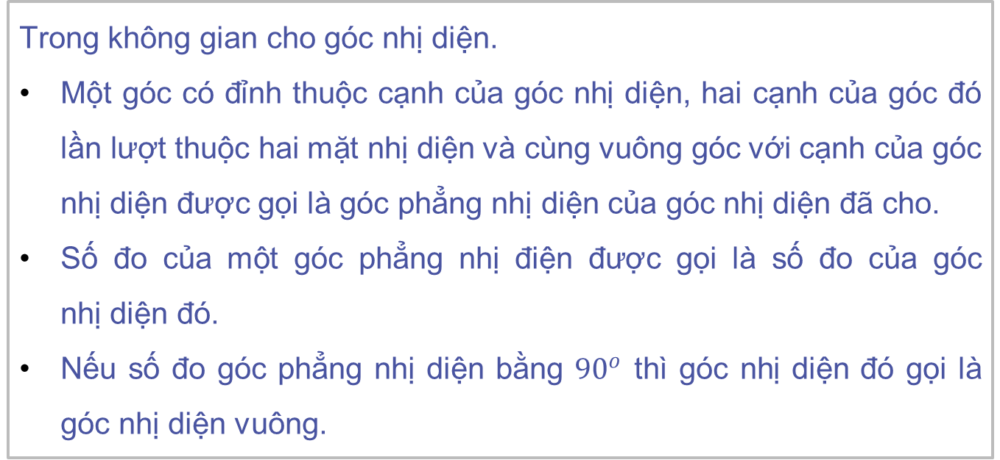 Trong không gian cho góc nhị diện.
• Một góc có đỉnh thuộc cạnh của góc nhị diện, hai cạnh của góc đó
lần lượt thuộc hai mặt nhị diện và cùng vuông góc với cạnh của góc
nhị diện được gọi là góc phẳng nhị diện của góc nhị diện đã cho.
• Số đo của một góc phẳng nhị điện được gọi là số đo của góc
nhị diện đó.
• Nếu số đo góc phẳng nhị diện bằng 90ᵒ thì góc nhị diện đó gọi là
góc nhị diện vuông.